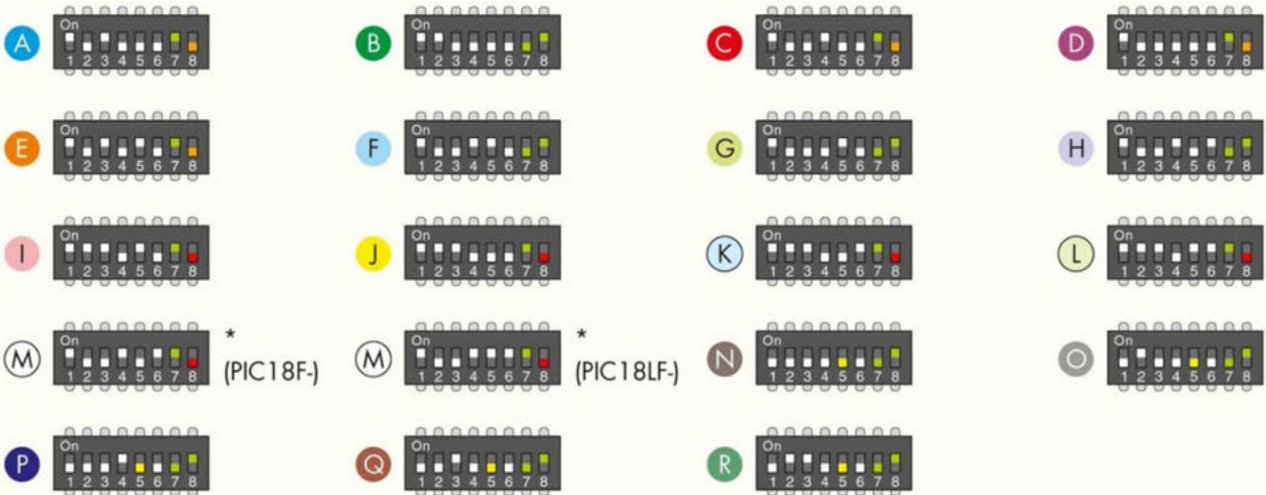 A On 1 2 3 4 5 6 7 8
B On 1 2 3 4 5 6 7 8
C On 1 2 3 4 5 6 7 8
D On 1 2 3 4 5 6 7 8
E On 1 2 3 4 5 6 7 8
F On 1 2 3 4 5 6 7 8
G On 1 2 3 4 5 6 7 8
H On 1 2 3 4 5 6 7 8
I On 1 2 3 4 5 6 7 8
J On 1 2 3 4 5 6 7 8
K On 1 2 3 4 5 6 7 8
L On 1 2 3 4 5 6 7 8
M On 1 2 3 4 5 6 7 8 *
(PIC18F-)
M On 1 2 3 4 5 6 7 8 *
(PIC18LF-)
N On 1 2 3 4 5 6 7 8
O On 1 2 3 4 5 6 7 8
P On 1 2 3 4 5 6 7 8
Q On 1 2 3 4 5 6 7 8
R On 1 2 3 4 5 6 7 8